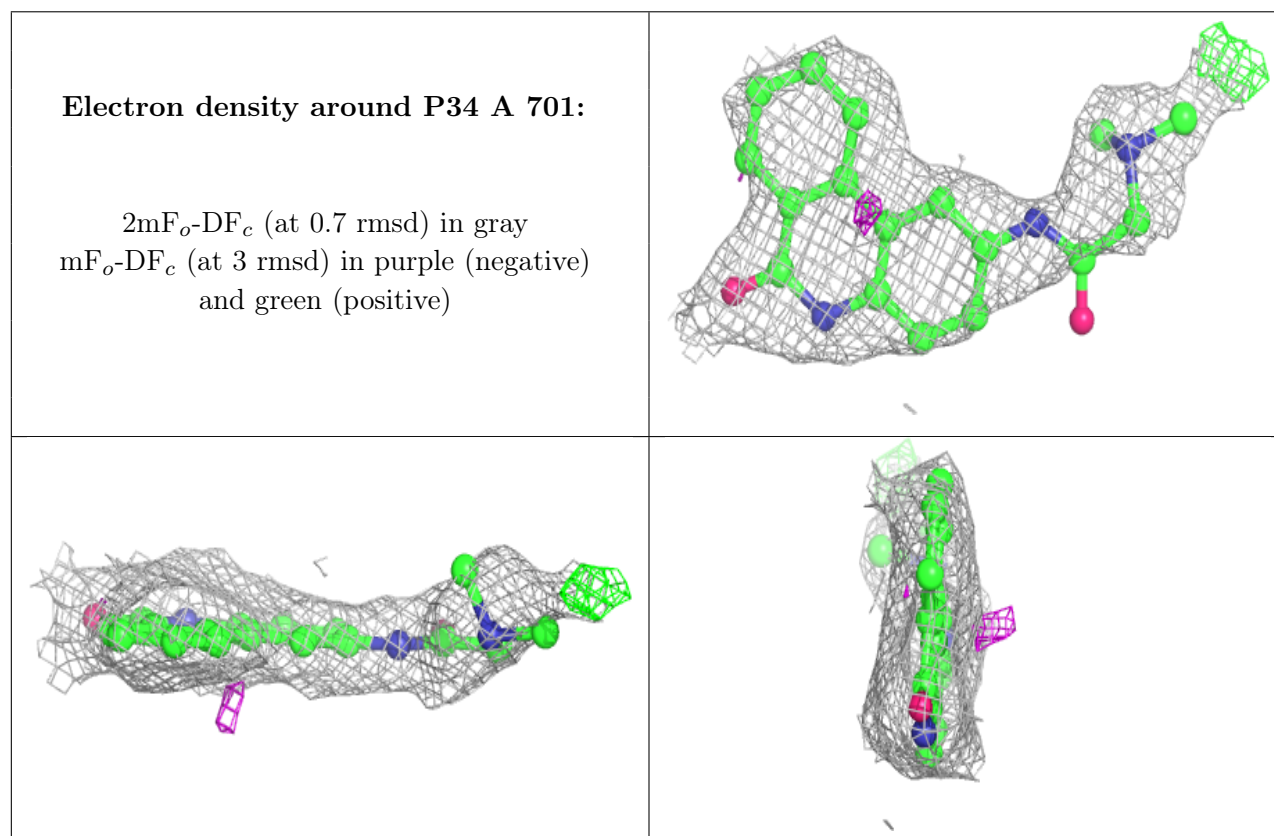 Electron density around P34 A 701:
2mFₒ-DF𝒸 (at 0.7 rmsd) in gray
mFₒ-DF𝒸 (at 3 rmsd) in purple (negative)
and green (positive)